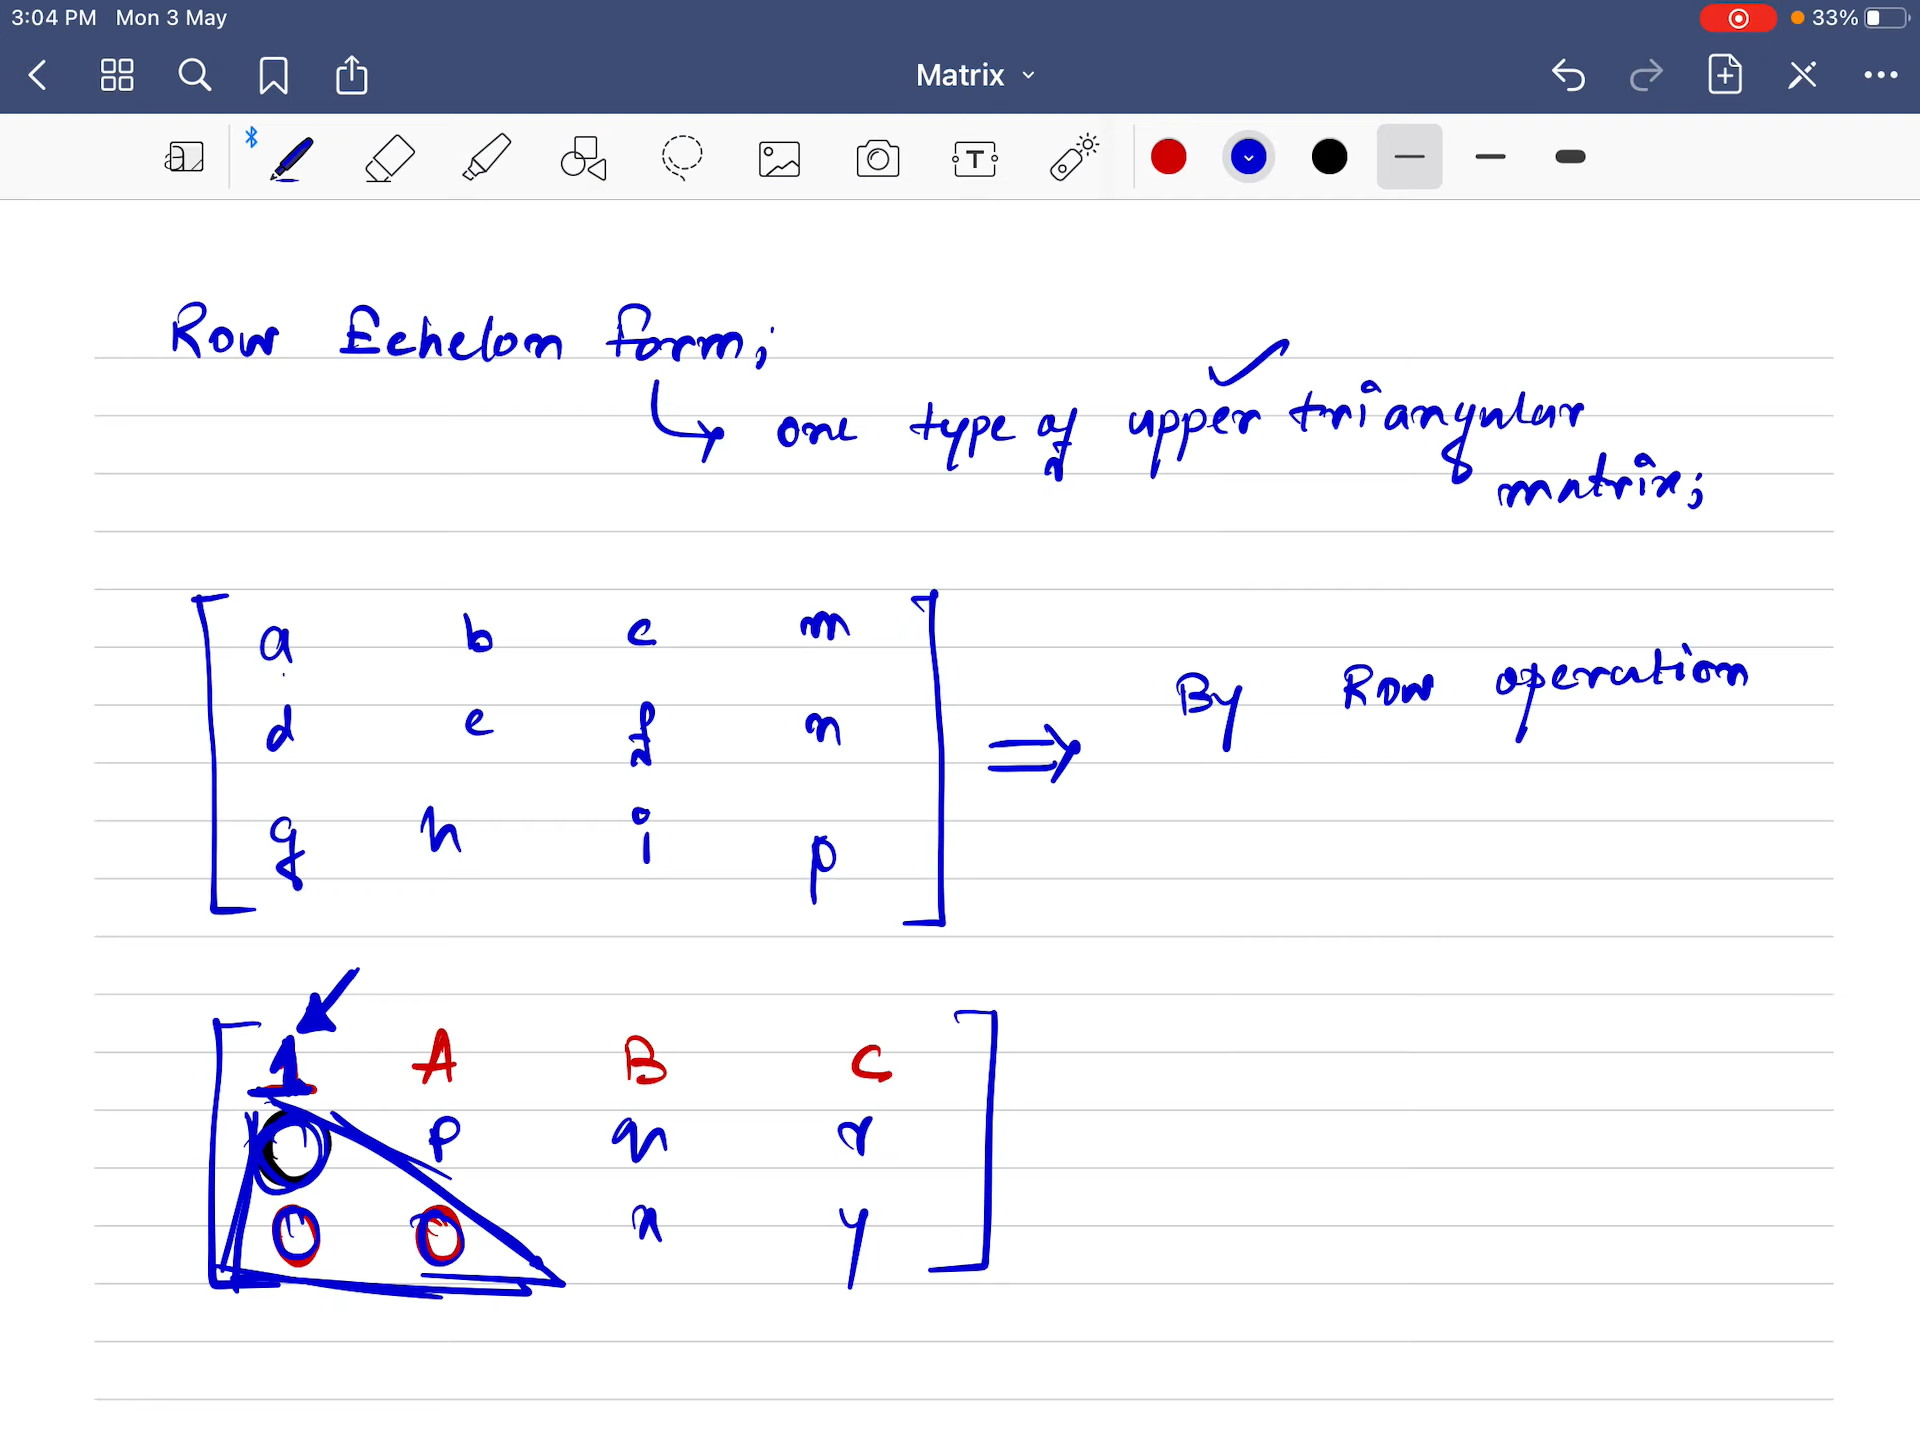 3:04 PM Mon 3 May 33%
Matrix
Row Echelon form;
one type of upper triangular
matrix;
a b c m
d e f n
g h i p
By Row operation
1 A B C
0 p q r
0 0 x y